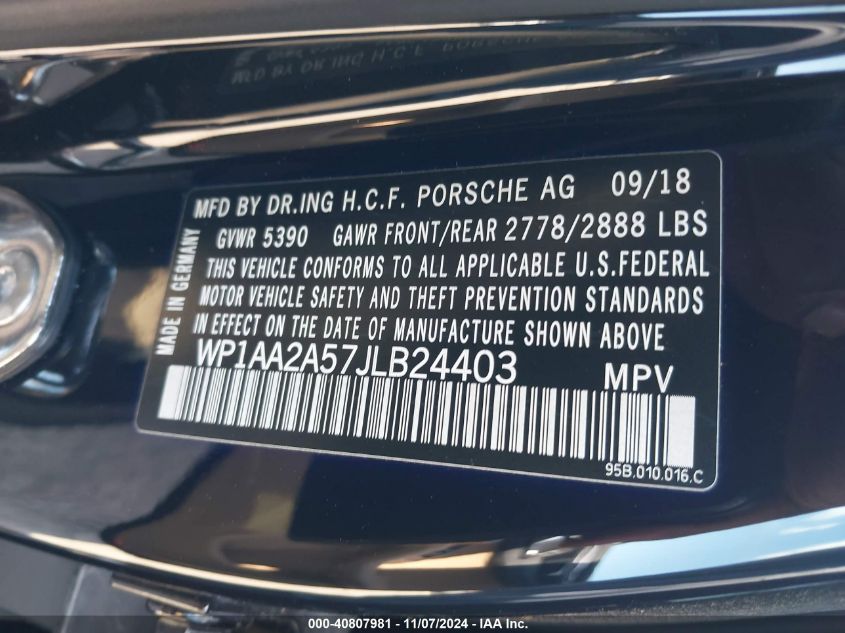 MFD BY DR.ING H.C.F. PORSCHE AG 09/18
GVWR 5390 GAWR FRONT/REAR 2778/2888 LBS
THIS VEHICLE CONFORMS TO ALL APPLICABLE U.S.FEDERAL
MOTOR VEHICLE SAFETY AND THEFT PREVENTION STANDARDS
IN EFFECT ON THE DATE OF MANUFACTURE SHOWN ABOVE
MADE IN GERMANY
WP1AA2A57JLB24403 MPV
95B.010.016.C
000-40807981 - 11/07/2024 - IAA Inc.